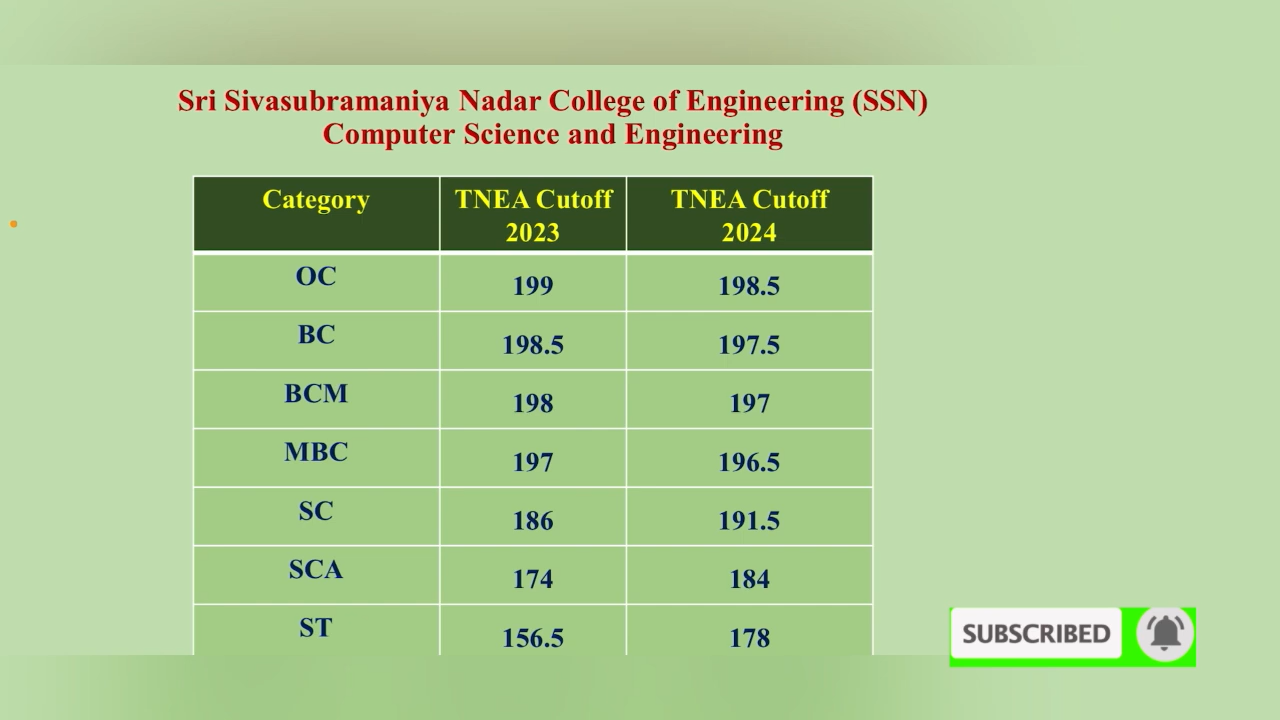 Sri Sivasubramaniya Nadar College of Engineering (SSN)
Computer Science and Engineering
Category TNEA Cutoff 2023 TNEA Cutoff 2024
OC 199 198.5
BC 198.5 197.5
BCM 198 197
MBC 197 196.5
SC 186 191.5
SCA 174 184
ST 156.5 178
SUBSCRIBED